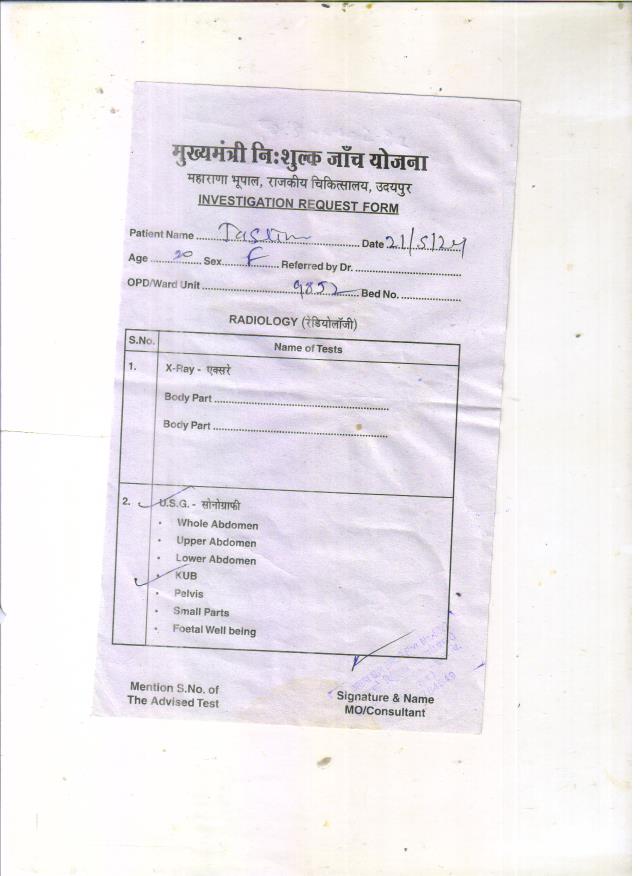 मुख्यमंत्री नि:शुल्क जाँच योजना
महाराणा भूपाल, राजकीय चिकित्सालय, उदयपुर
INVESTIGATION REQUEST FORM
Patient Name ........ Date 21/5/24
Age 20 Sex F Referred by Dr. ........
OPD/Ward Unit 9852 Bed No. ........
RADIOLOGY (रेडियोलॉजी)
S.No. Name of Tests
1. X-Ray - एक्सरे
Body Part ........
Body Part ........
2. U.S.G. - सोनोग्राफी
• Whole Abdomen
• Upper Abdomen
• Lower Abdomen
• KUB
• Pelvis
• Small Parts
• Foetal Well being
Mention S.No. of
The Advised Test
Signature & Name
MO/Consultant